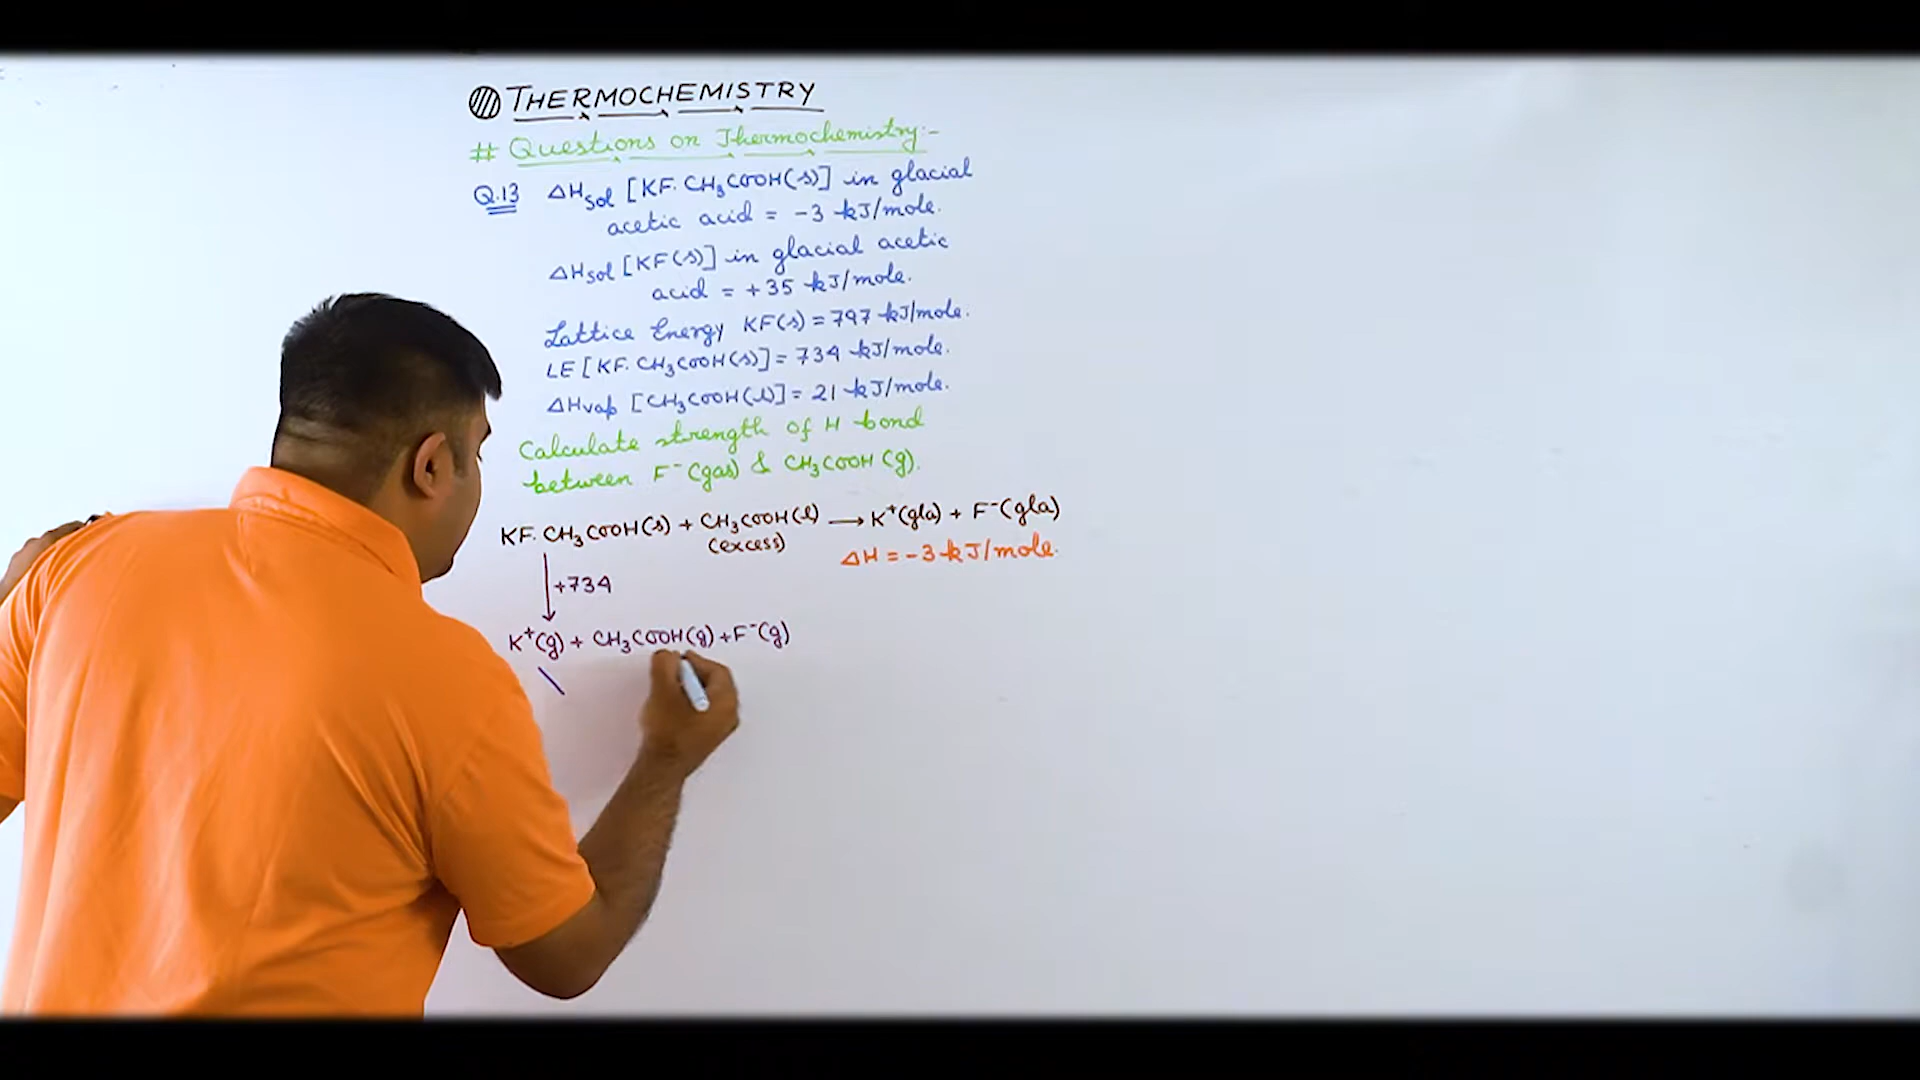 THERMOCHEMISTRY
# Questions on Thermochemistry:-
Q.13 ΔHsol [KF. CH₃COOH(s)] in glacial
acetic acid = -3 kJ/mole.
ΔHsol [KF(s)] in glacial acetic
acid = +35 kJ/mole.
Lattice Energy KF(s) = 797 kJ/mole.
LE [KF. CH₃COOH(s)] = 734 kJ/mole.
ΔHvap [CH₃COOH(l)] = 21 kJ/mole.
Calculate strength of H bond
between F⁻(gas) & CH₃COOH(g).
KF. CH₃COOH(s) + CH₃COOH(l) ⟶ K⁺(gla) + F⁻(gla)
(excess)
ΔH = -3 kJ/mole.
+734
K⁺(g) + CH₃COOH(g) + F⁻(g)